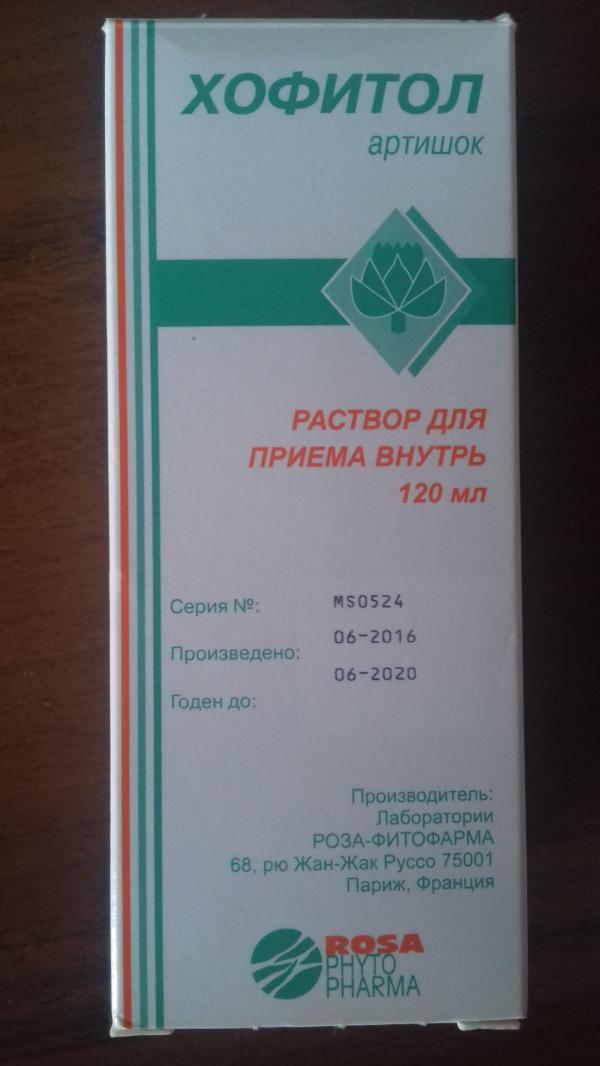 ХОФИТОЛ
артишок
РАСТВОР ДЛЯ
ПРИЕМА ВНУТРЬ
120 мл
Серия №: MS0524
Произведено: 06-2016
Годен до: 06-2020
Производитель:
Лаборатории
РОЗА-ФИТОФАРМА
68, рю Жан-Жак Руссо 75001
Париж, Франция
ROSA
PHYTO
PHARMA